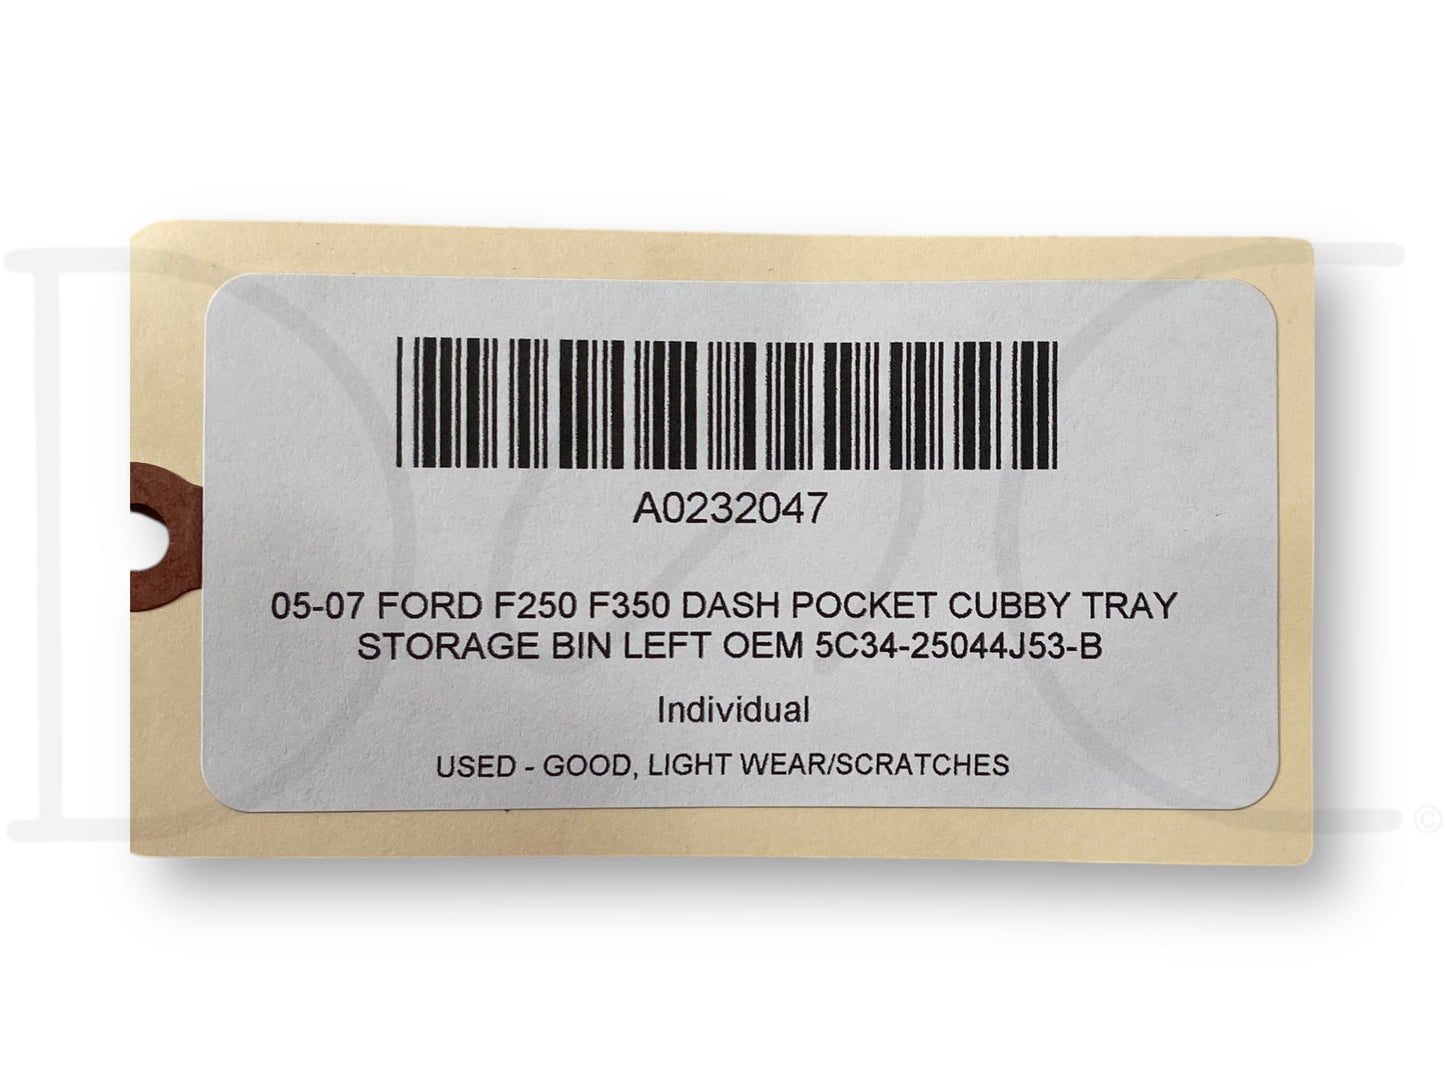 A0232047
05-07 FORD F250 F350 DASH POCKET CUBBY TRAY
STORAGE BIN LEFT OEM 5C34-25044J53-B
Individual
USED - GOOD, LIGHT WEAR/SCRATCHES
©